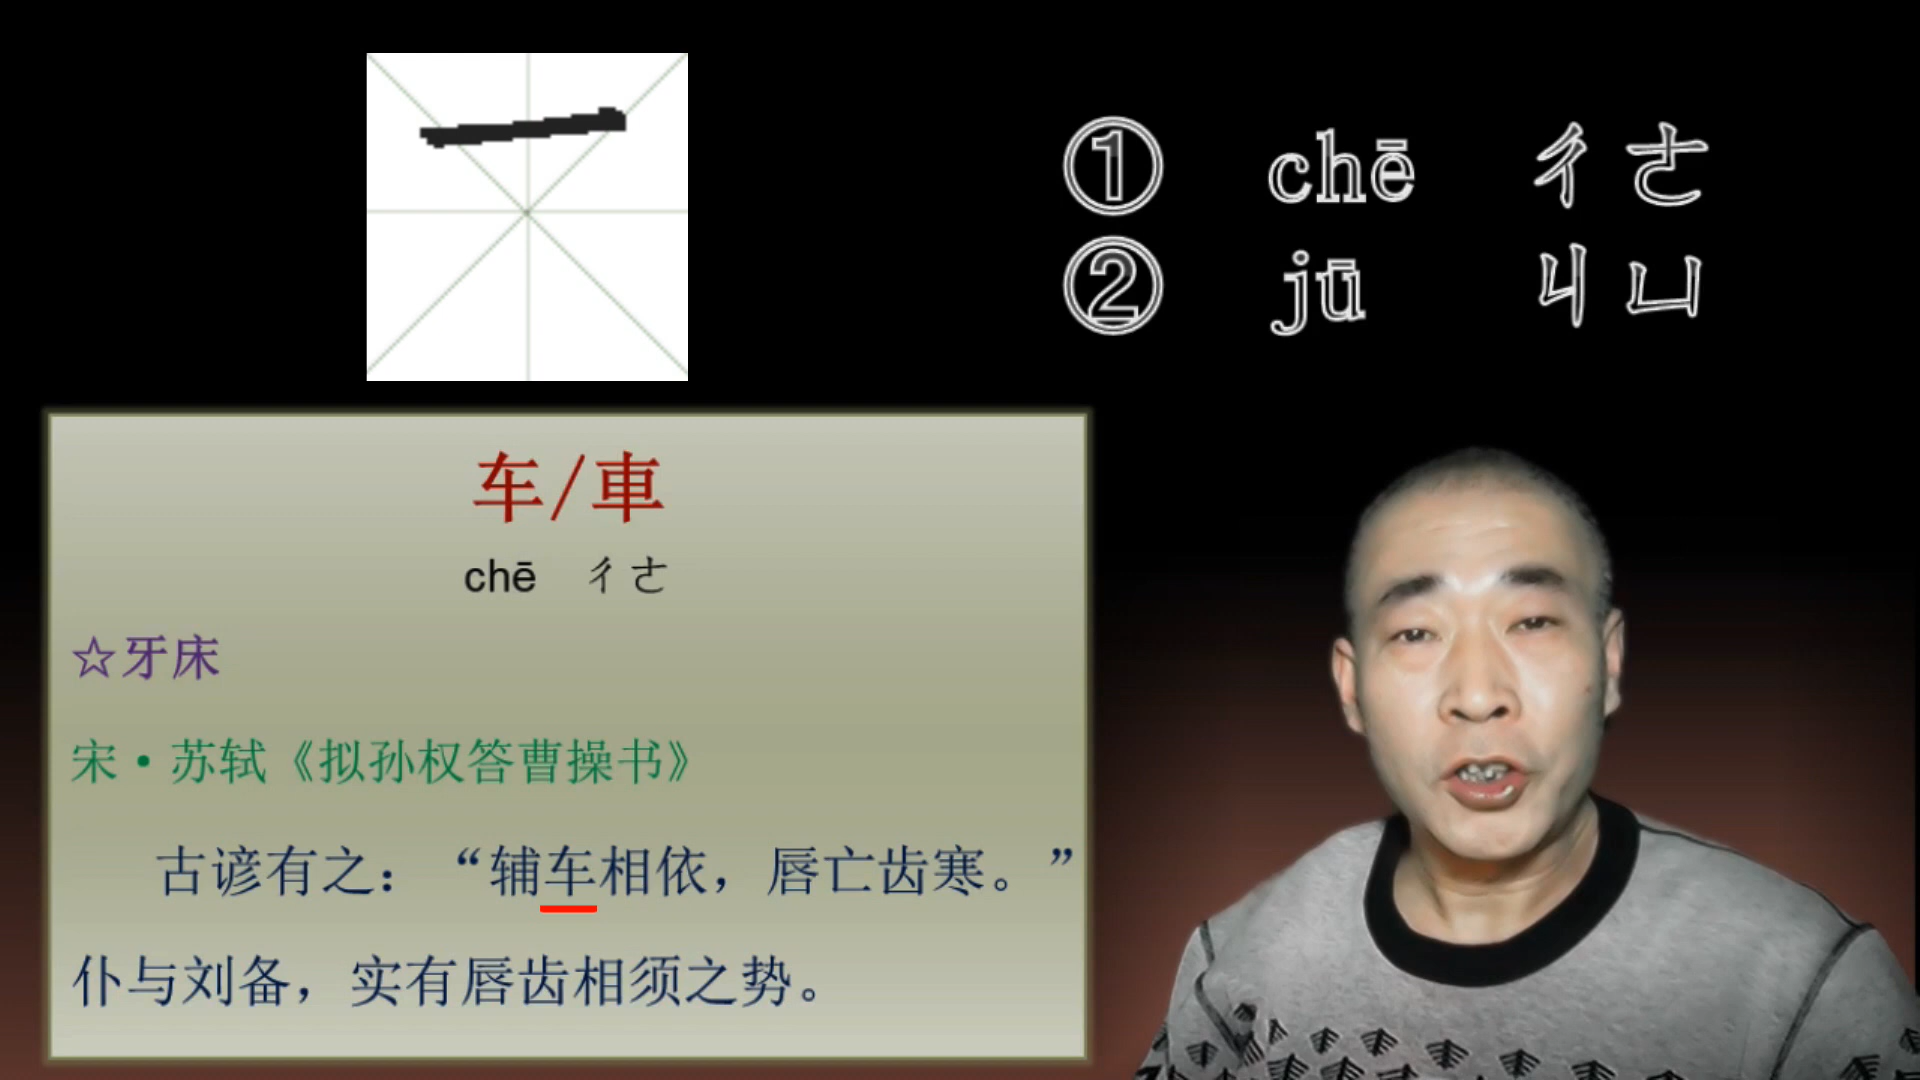 ① chē ㄔㄜ
② jū ㄐㄩ
车/車
chē ㄔㄜ
☆牙床
宋·苏轼《拟孙权答曹操书》
古谚有之：“辅车相依，唇亡齿寒。”
仆与刘备，实有唇齿相须之势。